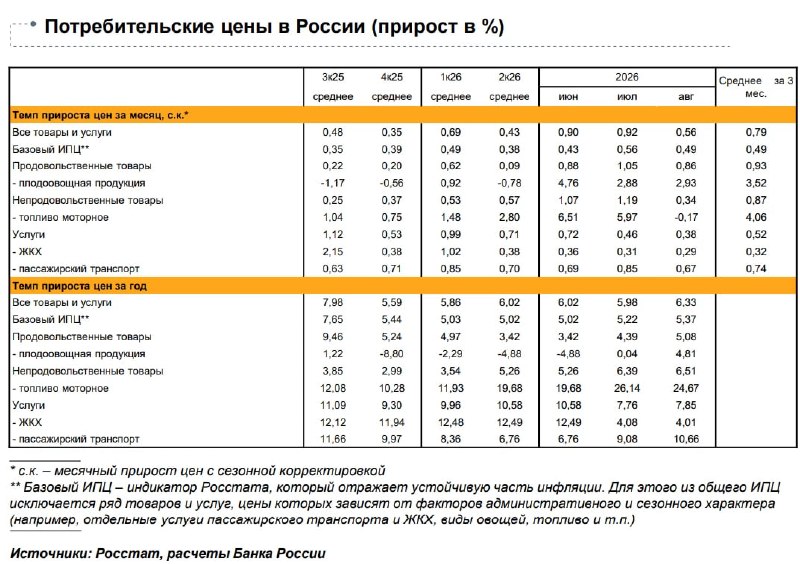 Потребительские цены в России (прирост в %)
3к25 4к25 1к26 2к26 2026 Среднее за 3 мес.
среднее среднее среднее среднее июн июл авг
Темп прироста цен за месяц, с.к.*
Все товары и услуги 0,48 0,35 0,69 0,43 0,90 0,92 0,56 0,79
Базовый ИПЦ** 0,35 0,39 0,49 0,38 0,43 0,56 0,49 0,49
Продовольственные товары 0,22 0,20 0,62 0,09 0,88 1,05 0,86 0,93
- плодоовощная продукция -1,17 -0,56 0,92 -0,78 4,76 2,88 2,93 3,52
Непродовольственные товары 0,25 0,37 0,53 0,57 1,07 1,19 0,34 0,87
- топливо моторное 1,04 0,75 1,48 2,80 6,51 5,97 -0,17 4,06
Услуги 1,12 0,53 0,99 0,71 0,72 0,46 0,38 0,52
- ЖКХ 2,15 0,38 1,02 0,38 0,36 0,31 0,29 0,32
- пассажирский транспорт 0,63 0,71 0,85 0,70 0,69 0,85 0,67 0,74
Темп прироста цен за год
Все товары и услуги 7,98 5,59 5,86 6,02 6,02 5,98 6,33
Базовый ИПЦ** 7,65 5,44 5,03 5,02 5,02 5,22 5,37
Продовольственные товары 9,46 5,24 4,97 3,42 3,42 4,39 5,08
- плодоовощная продукция 1,22 -8,80 -2,29 -4,88 -4,88 0,04 4,81
Непродовольственные товары 3,85 2,99 3,54 5,26 5,26 6,39 6,51
- топливо моторное 12,08 10,28 11,93 19,68 19,68 26,14 24,67
Услуги 11,09 9,30 9,96 10,58 10,58 7,76 7,85
- ЖКХ 12,12 11,94 12,48 12,49 12,49 4,08 4,01
- пассажирский транспорт 11,66 9,97 8,36 6,76 6,76 9,08 10,66
* с.к. – месячный прирост цен с сезонной корректировкой
** Базовый ИПЦ – индикатор Росстата, который отражает устойчивую часть инфляции. Для этого из общего ИПЦ
исключается ряд товаров и услуг, цены которых зависят от факторов административного и сезонного характера
(например, отдельные услуги пассажирского транспорта и ЖКХ, виды овощей, топливо и т.п.)
Источники: Росстат, расчеты Банка России